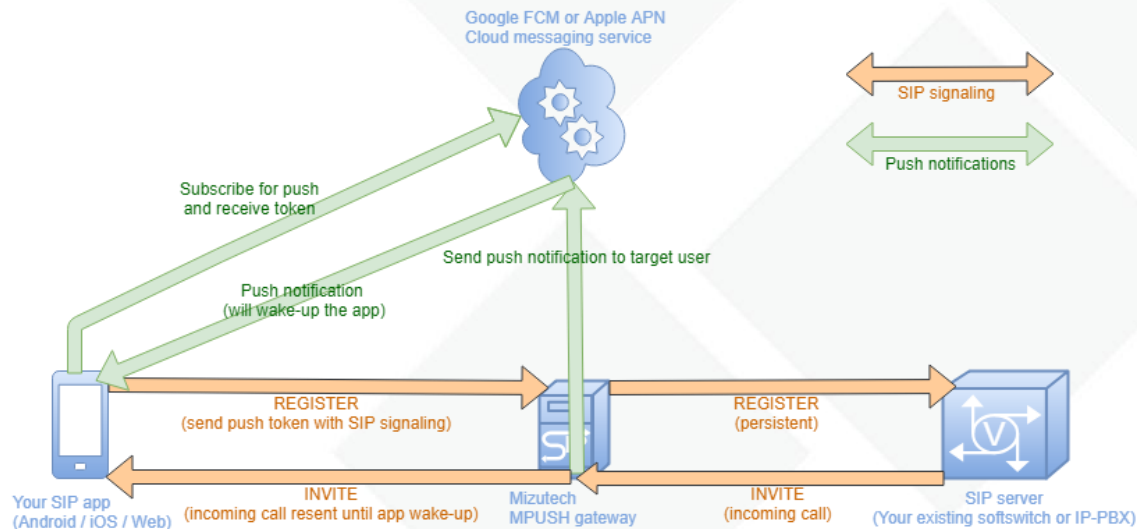 Google FCM or Apple APN
Cloud messaging service
SIP signaling
Push notifications
Subscribe for push
and receive token
Send push notification to target user
Push notification
(will wake-up the app)
REGISTER
(send push token with SIP signaling)
REGISTER
(persistent)
V
INVITE
(incoming call resent until app wake-up)
INVITE
(incoming call)
Your SIP app
(Android / iOS / Web)
Mizutech
MPUSH gateway
SIP server
(Your existing softswitch or IP-PBX)